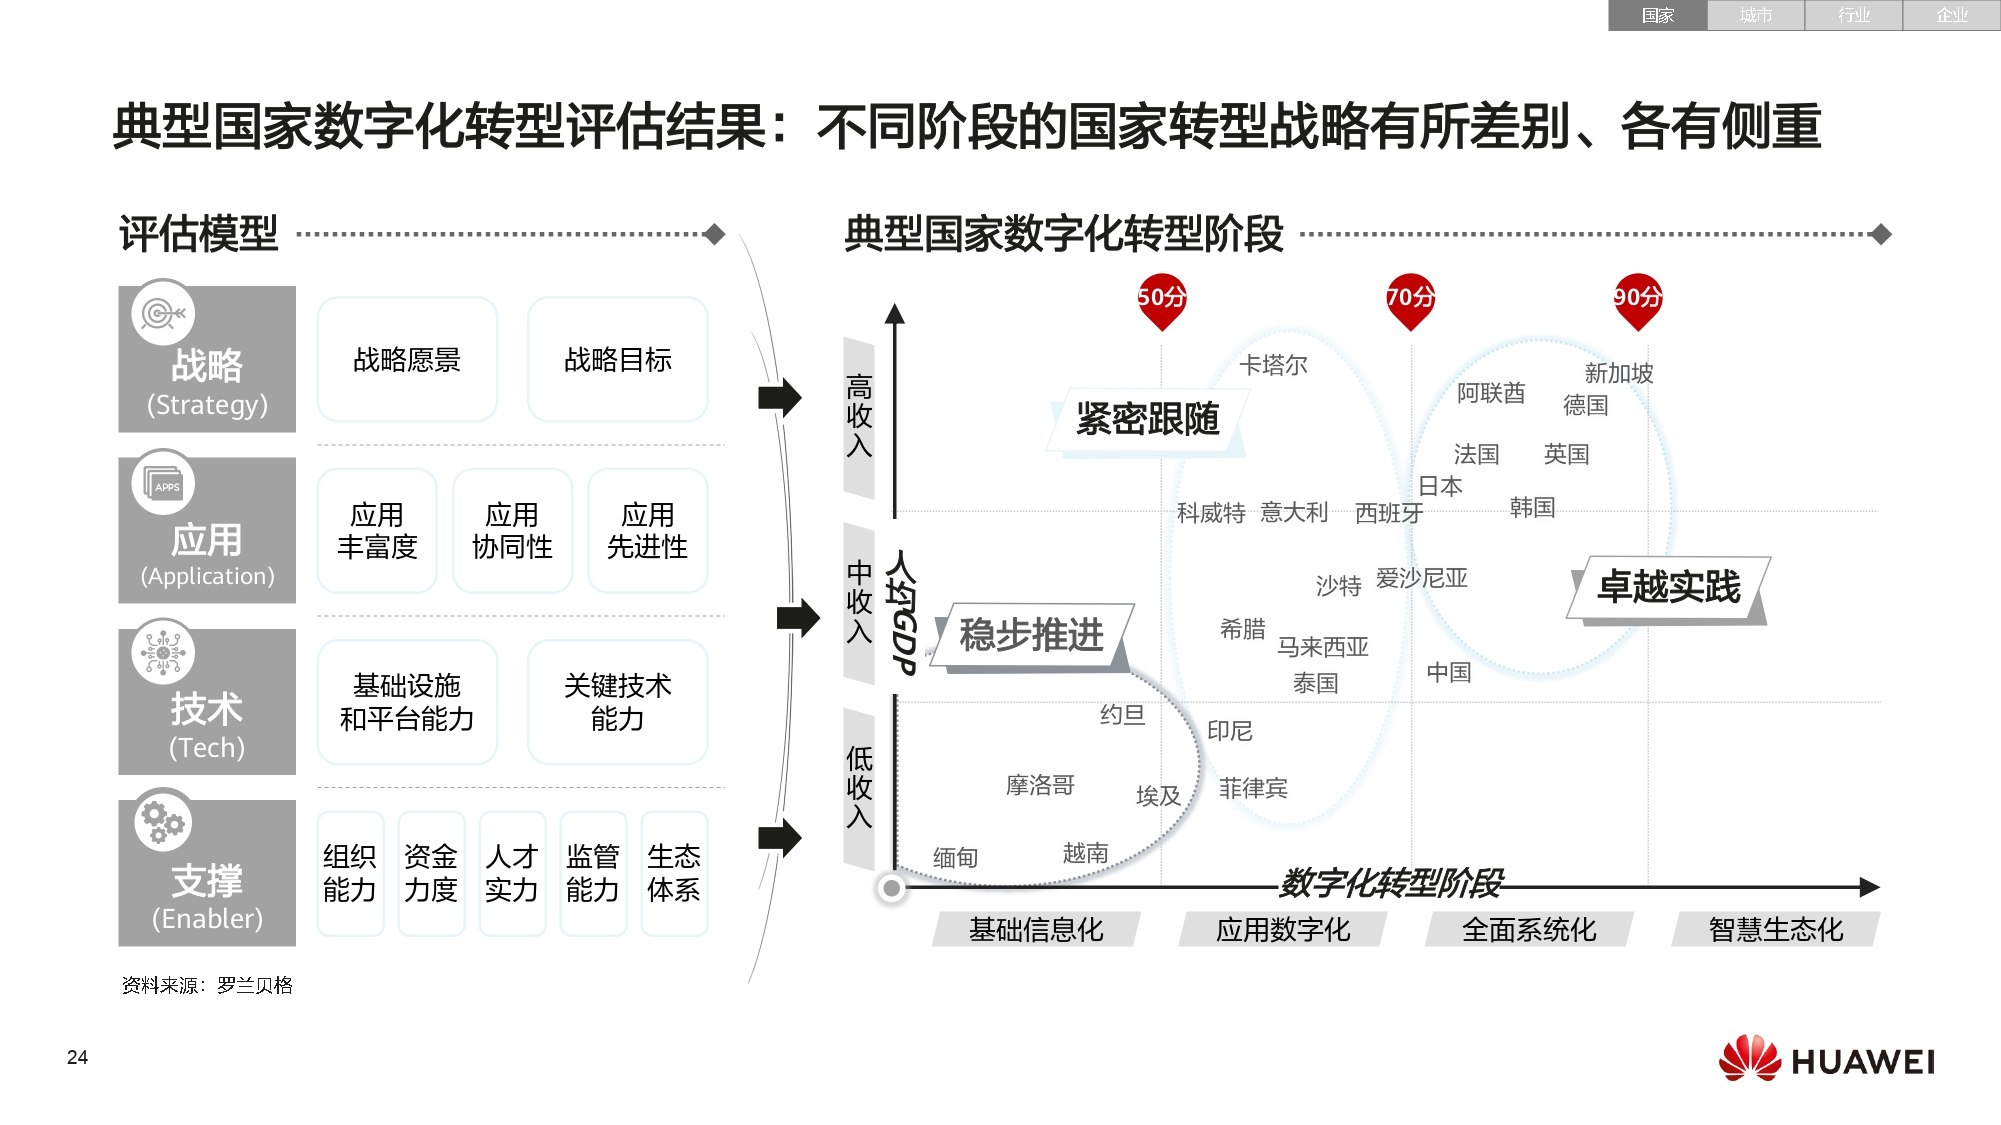 国家
城市
行业
企业
典型国家数字化转型评估结果：不同阶段的国家转型战略有所差别、各有侧重
评估模型
战略
(Strategy)
战略愿景
战略目标
APPS
应用
(Application)
应用
丰富度
应用
协同性
应用
先进性
技术
(Tech)
基础设施
和平台能力
关键技术
能力
支撑
(Enabler)
组织
能力
资金
力度
人才
实力
监管
能力
生态
体系
资料来源：罗兰贝格
典型国家数字化转型阶段
50分
70分
90分
高收入
中收入
低收入
人均GDP
紧密跟随
卓越实践
稳步推进
卡塔尔
新加坡
阿联酋
德国
法国
英国
日本
韩国
科威特
意大利
西班牙
沙特
爱沙尼亚
希腊
马来西亚
泰国
中国
约旦
印尼
摩洛哥
埃及
菲律宾
缅甸
越南
数字化转型阶段
基础信息化
应用数字化
全面系统化
智慧生态化
24
HUAWEI